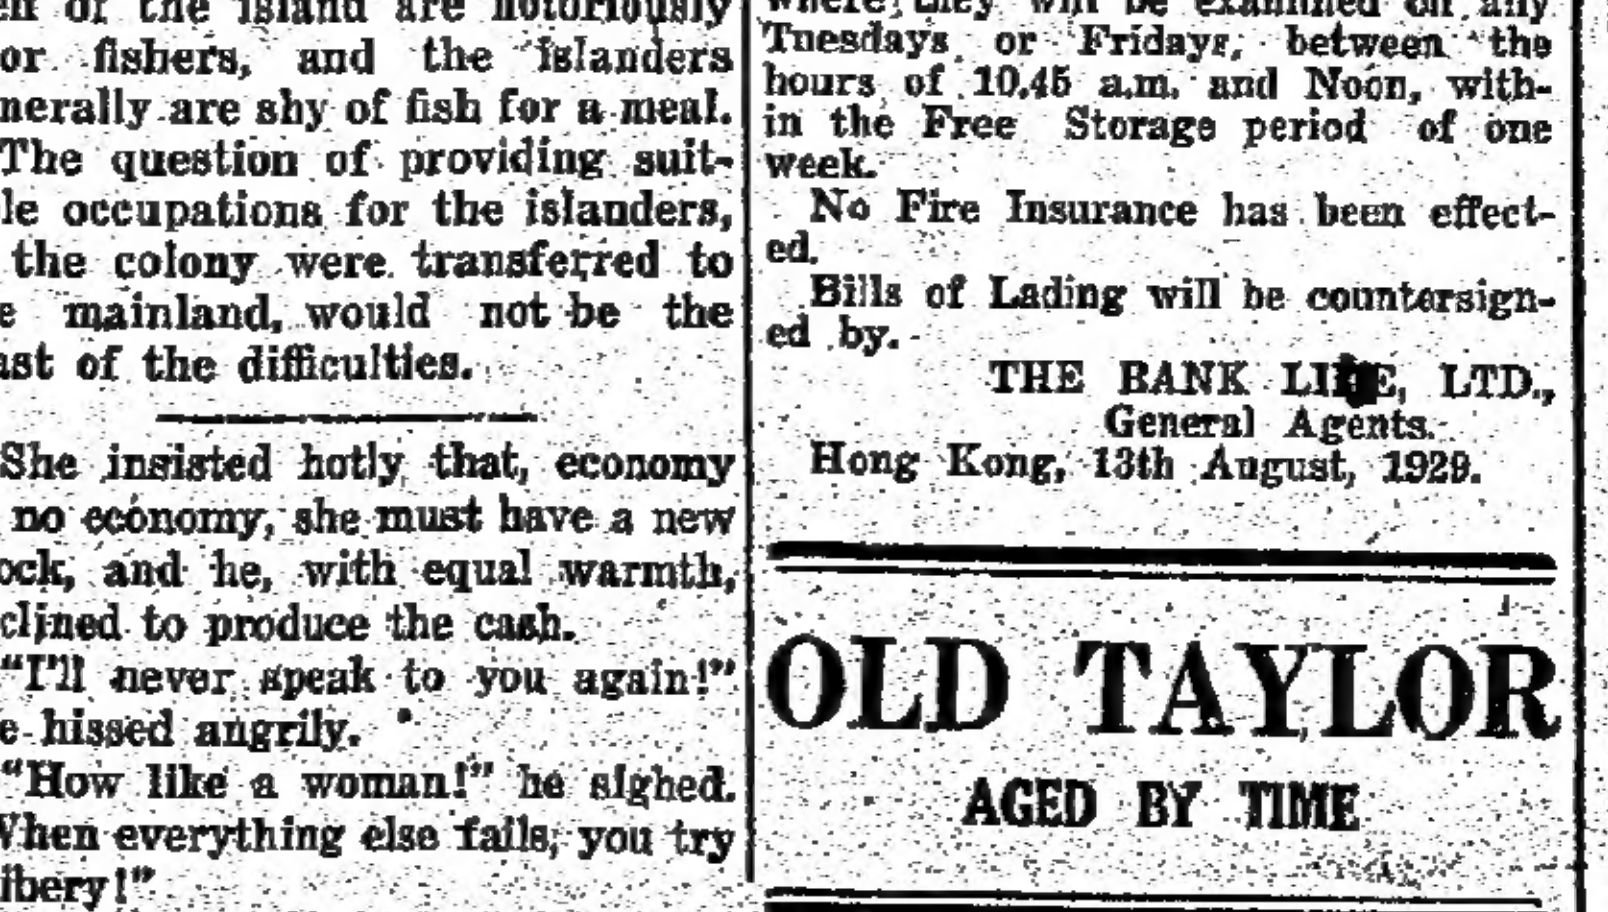 of the island are notoriously
or fishers, and the islanders
nerally are shy of fish for a meal.
The question of providing suit-
le occupations for the islanders,
the colony were transferred to
e mainland, would not be the
ast of the difficulties.
She insisted hotly that, economy
no economy, she must have a new
ock, and he, with equal warmth,
clined to produce the cash.
"I'll never speak to you again!"
e hissed angrily.
"How like a woman!" he sighed.
When everything else fails, you try
ibery!"
where they will be examined on any
Tuesdays or Fridays, between the
hours of 10.45 a.m. and Noon, with-
in the Free Storage period of one
week.
No Fire Insurance has been effect-
ed.
Bills of Lading will be countersign-
ed by.
THE BANK LINE, LTD.,
General Agents.
Hong Kong, 13th August, 1929.
OLD TAYLOR
AGED BY TIME